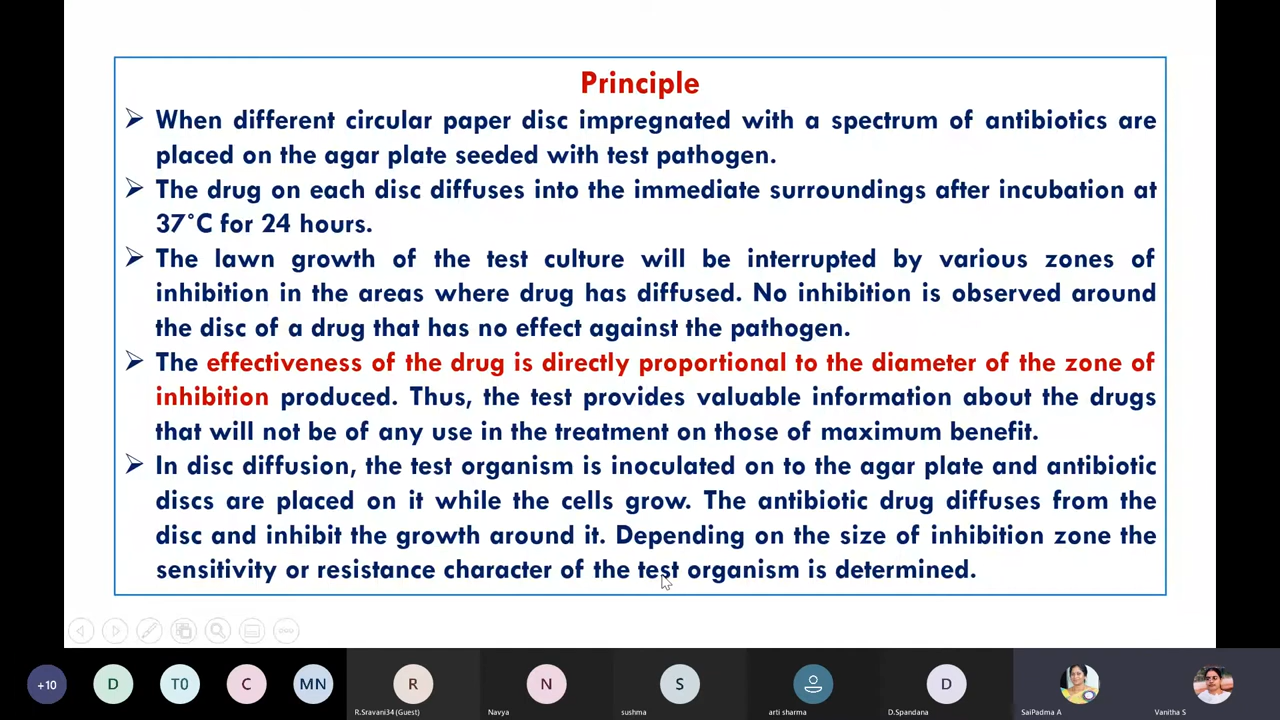 Principle
➢ When different circular paper disc impregnated with a spectrum of antibiotics are
placed on the agar plate seeded with test pathogen.
➢ The drug on each disc diffuses into the immediate surroundings after incubation at
37˚C for 24 hours.
➢ The lawn growth of the test culture will be interrupted by various zones of
inhibition in the areas where drug has diffused. No inhibition is observed around
the disc of a drug that has no effect against the pathogen.
➢ The effectiveness of the drug is directly proportional to the diameter of the zone of
inhibition produced. Thus, the test provides valuable information about the drugs
that will not be of any use in the treatment on those of maximum benefit.
➢ In disc diffusion, the test organism is inoculated on to the agar plate and antibiotic
discs are placed on it while the cells grow. The antibiotic drug diffuses from the
disc and inhibit the growth around it. Depending on the size of inhibition zone the
sensitivity or resistance character of the test organism is determined.
+10 D T0 C MN R N S D
R.Sravani34 (Guest) Navya sushma arti sharma D.Spandana SaiPadma A Vanitha S